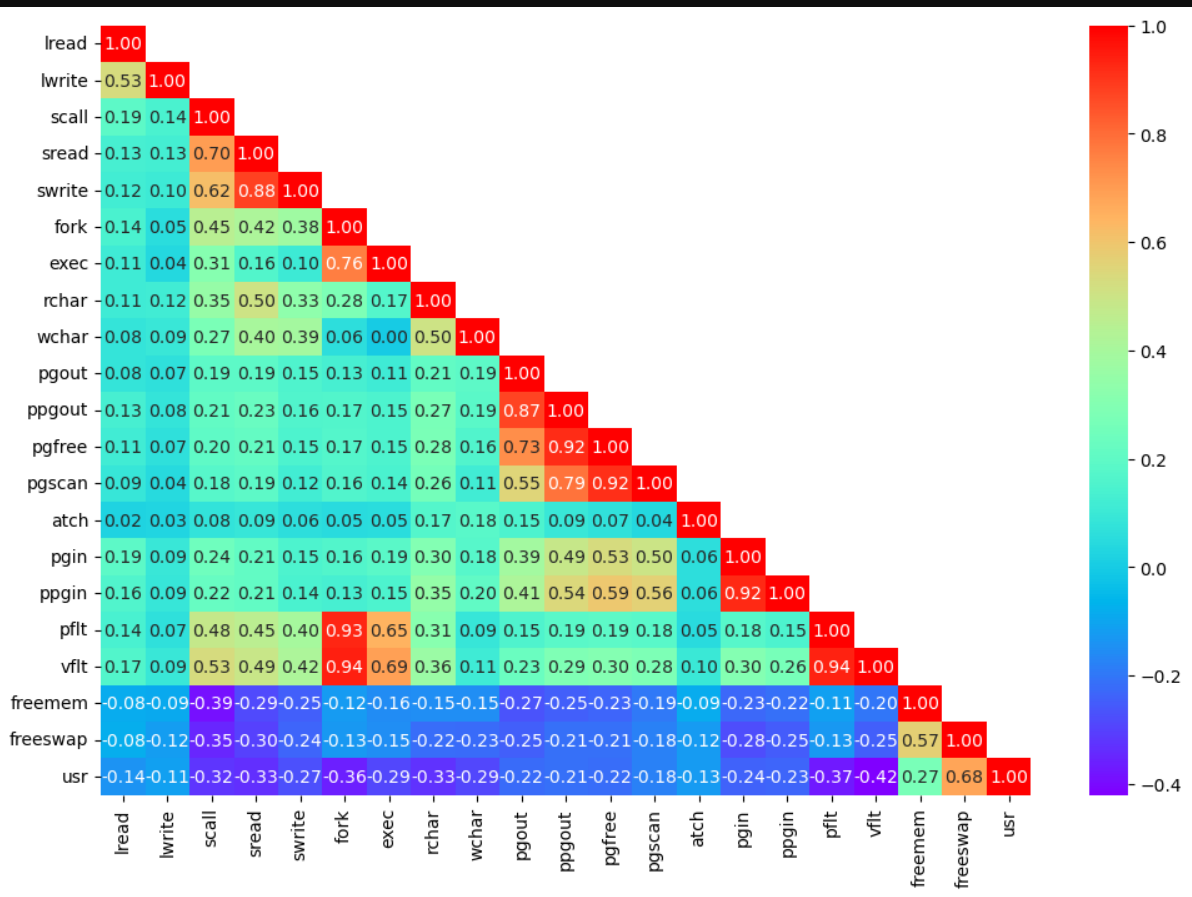 lread 1.00
lwrite 0.53 1.00
scall 0.19 0.14 1.00
sread 0.13 0.13 0.70 1.00
swrite 0.12 0.10 0.62 0.88 1.00
fork 0.14 0.05 0.45 0.42 0.38 1.00
exec 0.11 0.04 0.31 0.16 0.10 0.76 1.00
rchar 0.11 0.12 0.35 0.50 0.33 0.28 0.17 1.00
wchar 0.08 0.09 0.27 0.40 0.39 0.06 0.00 0.50 1.00
pgout 0.08 0.07 0.19 0.19 0.15 0.13 0.11 0.21 0.19 1.00
ppgout 0.13 0.08 0.21 0.23 0.16 0.17 0.15 0.27 0.19 0.87 1.00
pgfree 0.11 0.07 0.20 0.21 0.15 0.17 0.15 0.28 0.16 0.73 0.92 1.00
pgscan 0.09 0.04 0.18 0.19 0.12 0.16 0.14 0.26 0.11 0.55 0.79 0.92 1.00
atch 0.02 0.03 0.08 0.09 0.06 0.05 0.05 0.17 0.18 0.15 0.09 0.07 0.04 1.00
pgin 0.19 0.09 0.24 0.21 0.15 0.16 0.19 0.30 0.18 0.39 0.49 0.53 0.50 0.06 1.00
ppgin 0.16 0.09 0.22 0.21 0.14 0.13 0.15 0.35 0.20 0.41 0.54 0.59 0.56 0.06 0.92 1.00
pflt 0.14 0.07 0.48 0.45 0.40 0.93 0.65 0.31 0.09 0.15 0.19 0.19 0.18 0.05 0.18 0.15 1.00
vflt 0.17 0.09 0.53 0.49 0.42 0.94 0.69 0.36 0.11 0.23 0.29 0.30 0.28 0.10 0.30 0.26 0.94 1.00
freemem -0.08 -0.09 -0.39 -0.29 -0.25 -0.12 -0.16 -0.15 -0.15 -0.27 -0.25 -0.23 -0.19 -0.09 -0.23 -0.22 -0.11 -0.20 1.00
freeswap -0.08 -0.12 -0.35 -0.30 -0.24 -0.13 -0.15 -0.22 -0.23 -0.25 -0.21 -0.21 -0.18 -0.12 -0.28 -0.25 -0.13 -0.25 0.57 1.00
usr -0.14 -0.11 -0.32 -0.33 -0.27 -0.36 -0.29 -0.33 -0.29 -0.22 -0.21 -0.22 -0.18 -0.13 -0.24 -0.23 -0.37 -0.42 0.27 0.68 1.00
lread lwrite scall sread swrite fork exec rchar wchar pgout ppgout pgfree pgscan atch pgin ppgin pflt vflt freemem freeswap usr
1.0
0.8
0.6
0.4
0.2
0.0
−0.2
−0.4